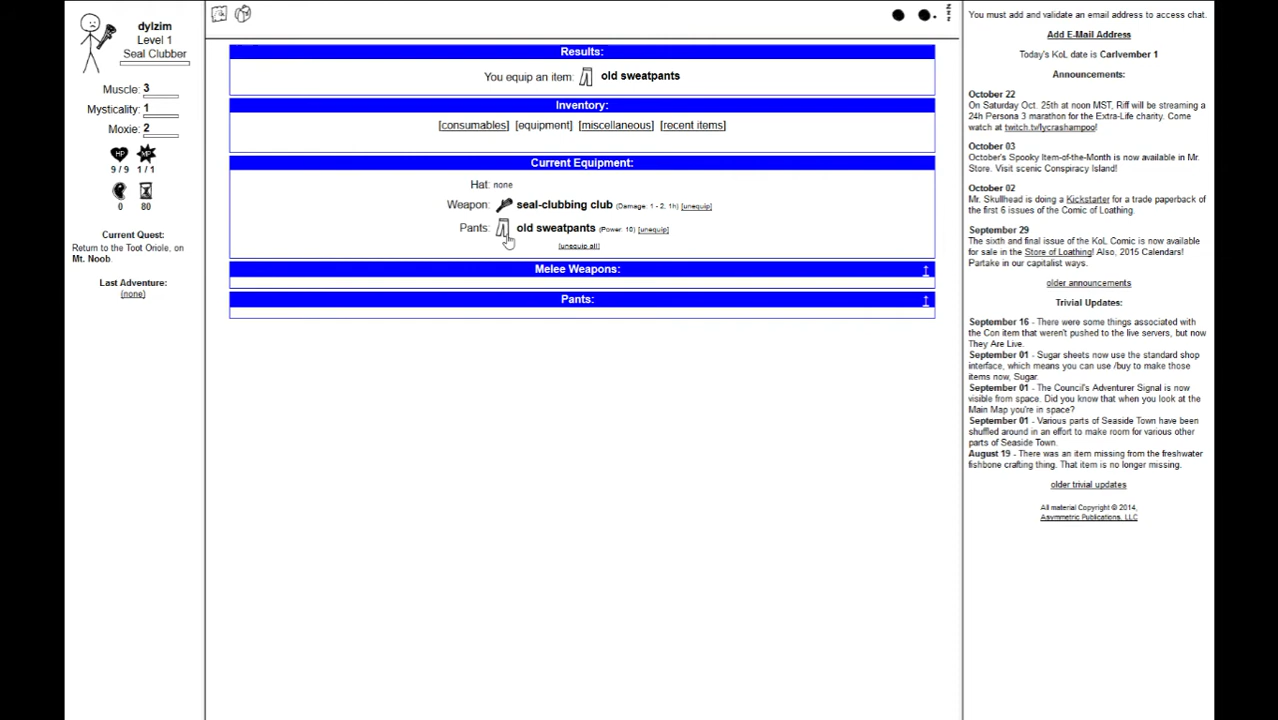 dylzim
Level 1
Seal Clubber
Muscle: 3
Mysticality: 1
Moxie: 2
9 / 9 1 / 1
0 80
Current Quest:
Return to the Toot Oriole, on
Mt. Noob.
Last Adventure:
(none)
Results:
You equip an item: old sweatpants
Inventory:
[consumables] [equipment] [miscellaneous] [recent items]
Current Equipment:
Hat: none
Weapon: seal-clubbing club (Damage: 1 - 2, 1h) [unequip]
Pants: old sweatpants (Power: 10) [unequip]
[unequip all]
Melee Weapons:
Pants:
You must add and validate an email address to access chat.
Add E-Mail Address
Today's KoL date is Carlvember 1
Announcements:
October 22
On Saturday Oct. 25th at noon MST, Riff will be streaming a
24h Persona 3 marathon for the Extra-Life charity. Come
watch at twitch.tv/lycrashampoo!
October 03
October's Spooky Item-of-the-Month is now available in Mr.
Store. Visit scenic Conspiracy Island!
October 02
Mr. Skullhead is doing a Kickstarter for a trade paperback of
the first 6 issues of the Comic of Loathing.
September 29
The sixth and final issue of the KoL Comic is now available
for sale in the Store of Loathing! Also, 2015 Calendars!
Partake in our capitalist ways.
older announcements
Trivial Updates:
September 16 - There were some things associated with
the Con item that weren't pushed to the live servers, but now
They Are Live.
September 01 - Sugar sheets now use the standard shop
interface, which means you can use /buy to make those
items now, Sugar.
September 01 - The Council's Adventurer Signal is now
visible from space. Did you know that when you look at the
Main Map you're in space?
September 01 - Various parts of Seaside Town have been
shuffled around in an effort to make room for various other
parts of Seaside Town.
August 19 - There was an item missing from the freshwater
fishbone crafting thing. That item is no longer missing.
older trivial updates
All material Copyright © 2014,
Asymmetric Publications, LLC